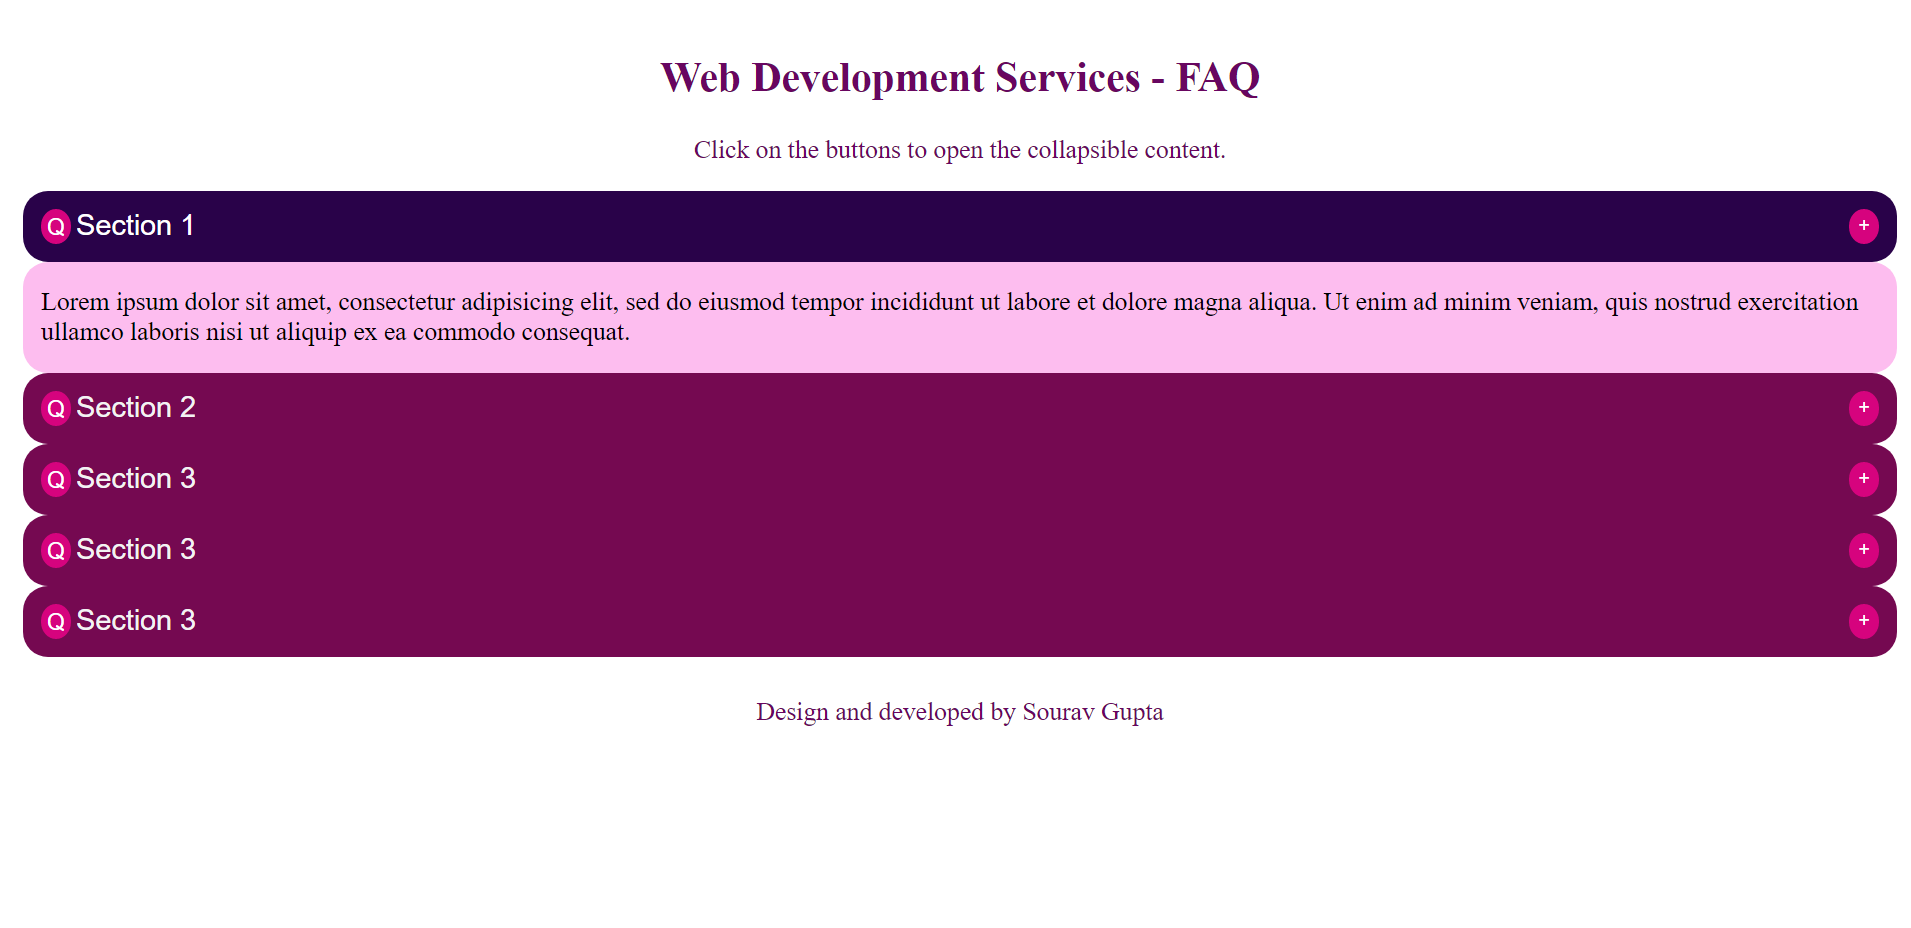 Web Development Services - FAQ
Click on the buttons to open the collapsible content.
Q Section 1 +
Lorem ipsum dolor sit amet, consectetur adipisicing elit, sed do eiusmod tempor incididunt ut labore et dolore magna aliqua. Ut enim ad minim veniam, quis nostrud exercitation
ullamco laboris nisi ut aliquip ex ea commodo consequat.
Q Section 2 +
Q Section 3 +
Q Section 3 +
Q Section 3 +
Design and developed by Sourav Gupta